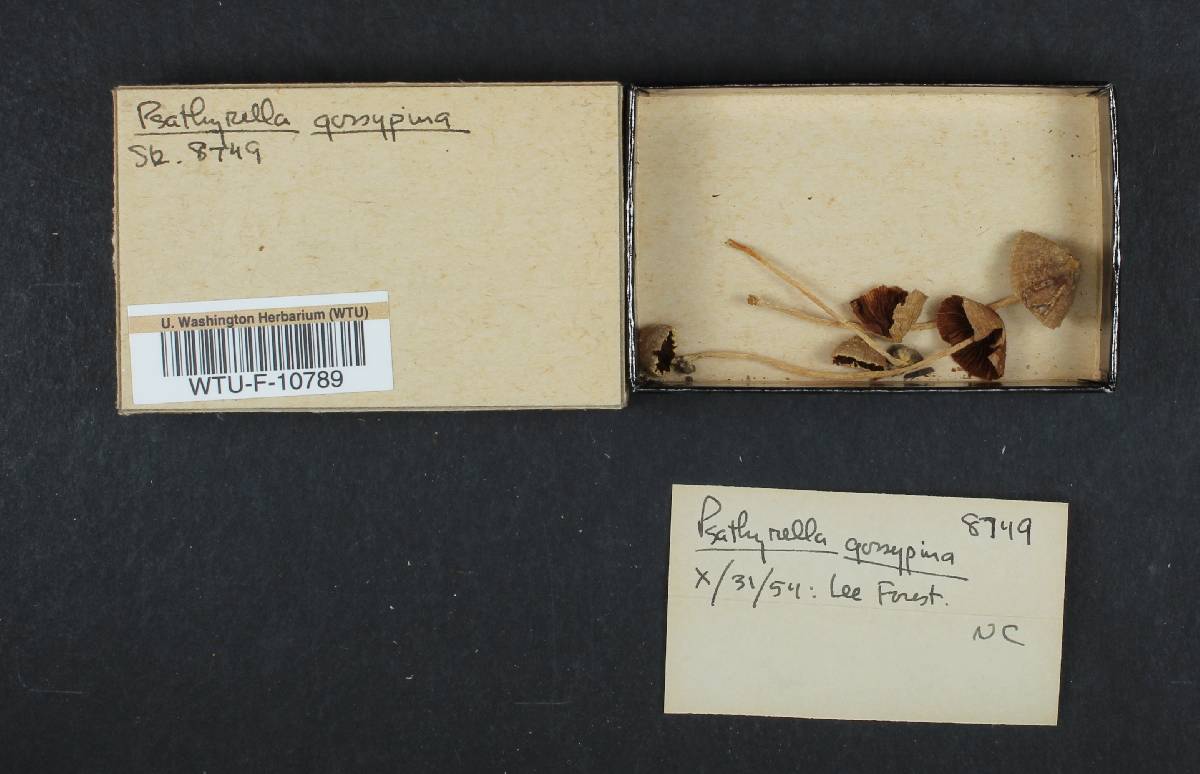 Psathyrella gossypina
Sk. 8749
U. Washington Herbarium (WTU)
WTU-F-10789
Psathyrella gossypina 8749
X/31/54: Lee Forest.
NC